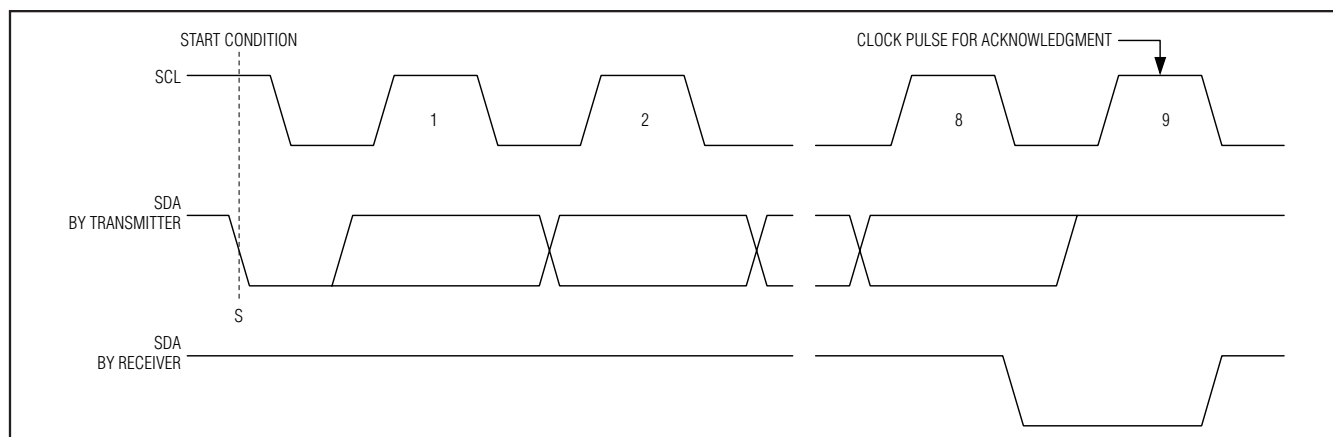 START CONDITION
CLOCK PULSE FOR ACKNOWLEDGMENT
SCL
1
2
8
9
SDA
BY TRANSMITTER
S
SDA
BY RECEIVER